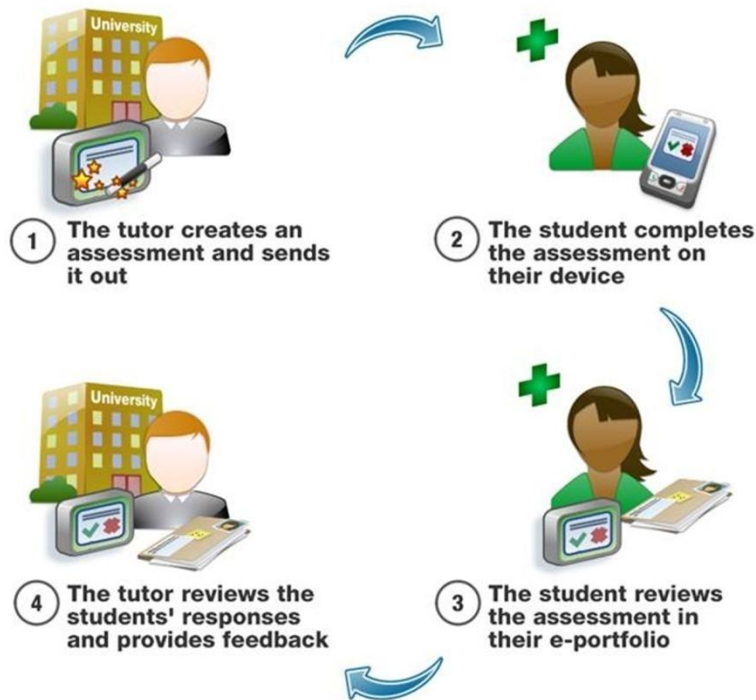 University
1
The tutor creates an
assessment and sends
it out
2
The student completes
the assessment on
their device
University
4
The tutor reviews the
students' responses
and provides feedback
3
The student reviews
the assessment in
their e-portfolio